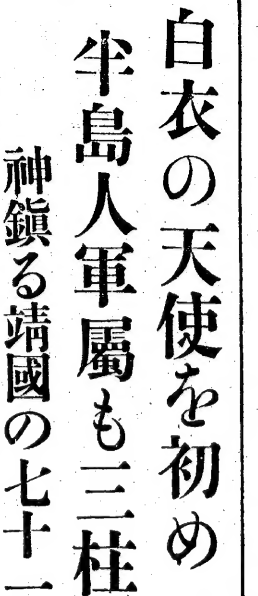 白衣の天使を初め
半島人軍屬も三柱
神鎭る靖國の七十一